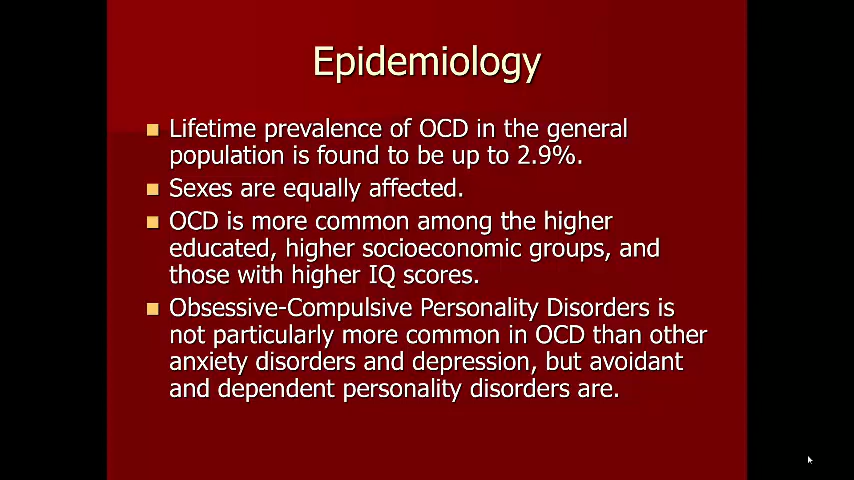 Epidemiology
Lifetime prevalence of OCD in the general
population is found to be up to 2.9%.
Sexes are equally affected.
OCD is more common among the higher
educated, higher socioeconomic groups, and
those with higher IQ scores.
Obsessive-Compulsive Personality Disorders is
not particularly more common in OCD than other
anxiety disorders and depression, but avoidant
and dependent personality disorders are.